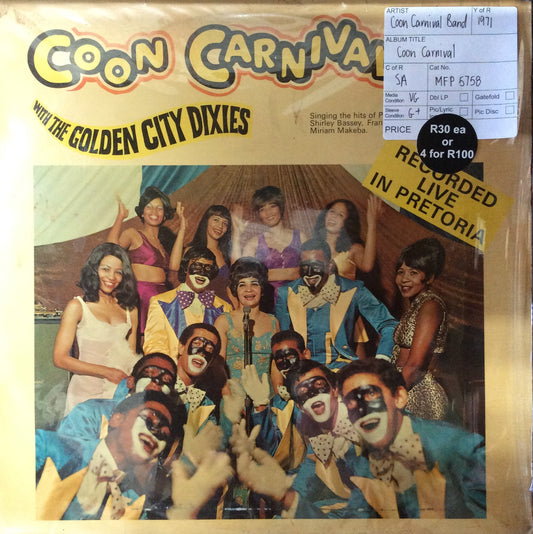 COON CARNIVAL
WITH THE GOLDEN CITY DIXIES
Singing the hits of
Shirley Bassey,
Miriam Makeba.
RECORDED
LIVE
IN PRETORIA
ARTIST
Coon Carnival Band
Y of R
1971
ALBUM TITLE
Coon Carnival
C of R
SA
Cat No.
MFP 5758
Media
Condition
VG
Dbl LP
Gatefold
Sleeve
Condition
G+
Pic/Lyric
Pic Disc
PRICE
R30 ea
or
4 for R100